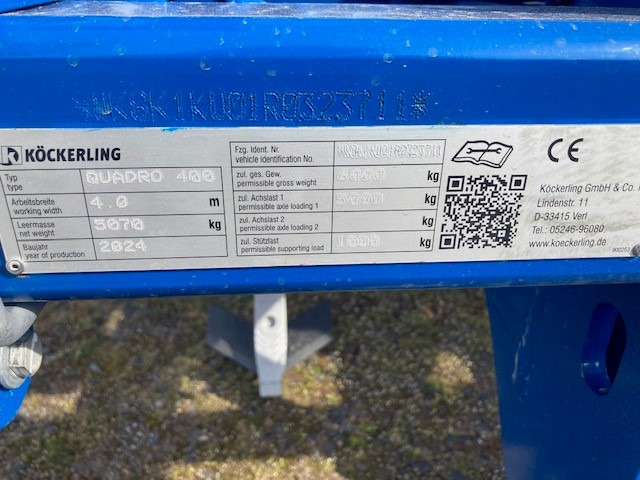 *WK8K1KU01R0323711*
KÖCKERLING
Typ
type
QUADRO 400
Arbeitsbreite
working width
4.0 m
Leermasse
net weight
5070 kg
Baujahr
year of production
2024
Fzg. Ident. Nr.
vehicle identification No.
WK8K1KU01R0323711
zul. ges. Gew.
permissible gross weight
kg
zul. Achslast 1
permissible axle loading 1
kg
zul. Achslast 2
permissible axle loading 2
kg
zul. Stützlast
permissible supporting load
kg
CE
Köckerling GmbH & Co.
Lindenstr. 11
D-33415 Verl
Tel.: 05246-96080
www.koeckerling.de